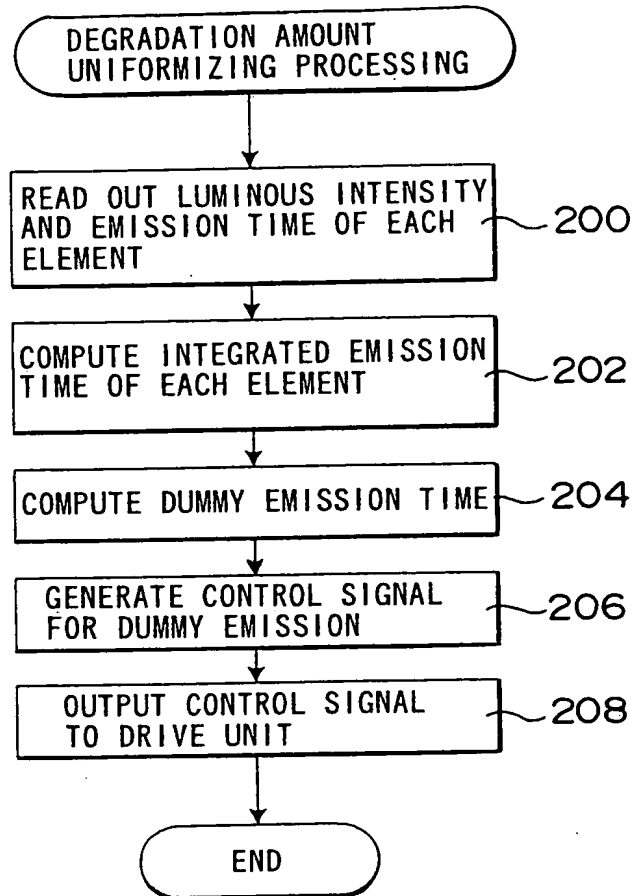 DEGRADATION AMOUNT
UNIFORMIZING PROCESSING
READ OUT LUMINOUS INTENSITY
AND EMISSION TIME OF EACH
ELEMENT
200
COMPUTE INTEGRATED EMISSION
TIME OF EACH ELEMENT
202
COMPUTE DUMMY EMISSION TIME
204
GENERATE CONTROL SIGNAL
FOR DUMMY EMISSION
206
OUTPUT CONTROL SIGNAL
TO DRIVE UNIT
208
END